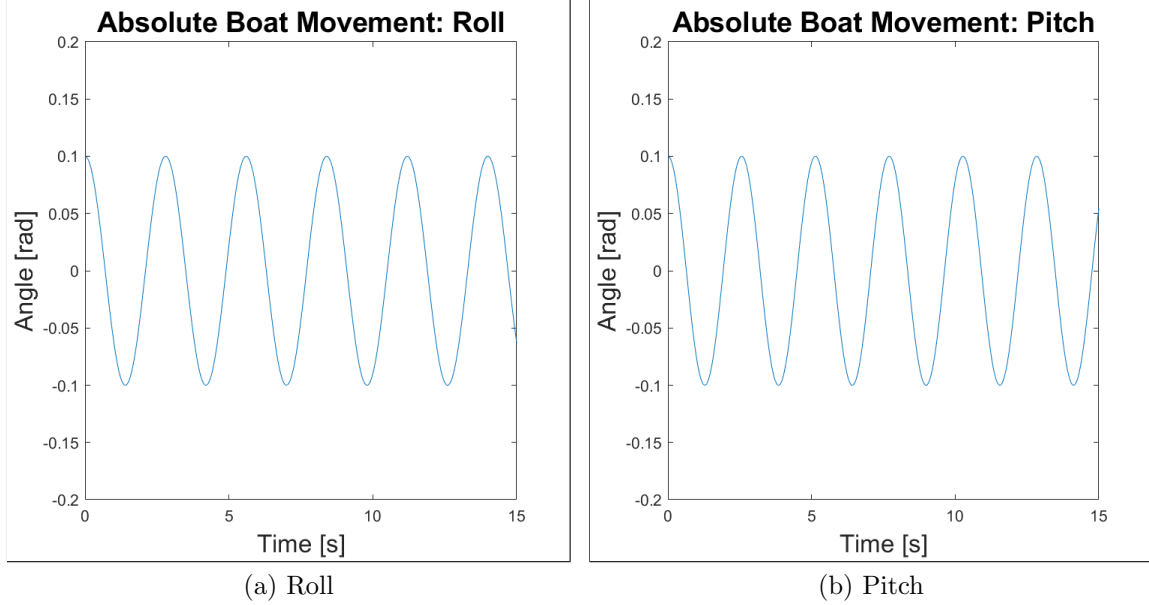 Absolute Boat Movement: Roll
0.2
0.15
0.1
0.05
0
-0.05
-0.1
-0.15
-0.2
Angle [rad]
0 5 10 15
Time [s]
(a) Roll
Absolute Boat Movement: Pitch
0.2
0.15
0.1
0.05
0
-0.05
-0.1
-0.15
-0.2
Angle [rad]
0 5 10 15
Time [s]
(b) Pitch